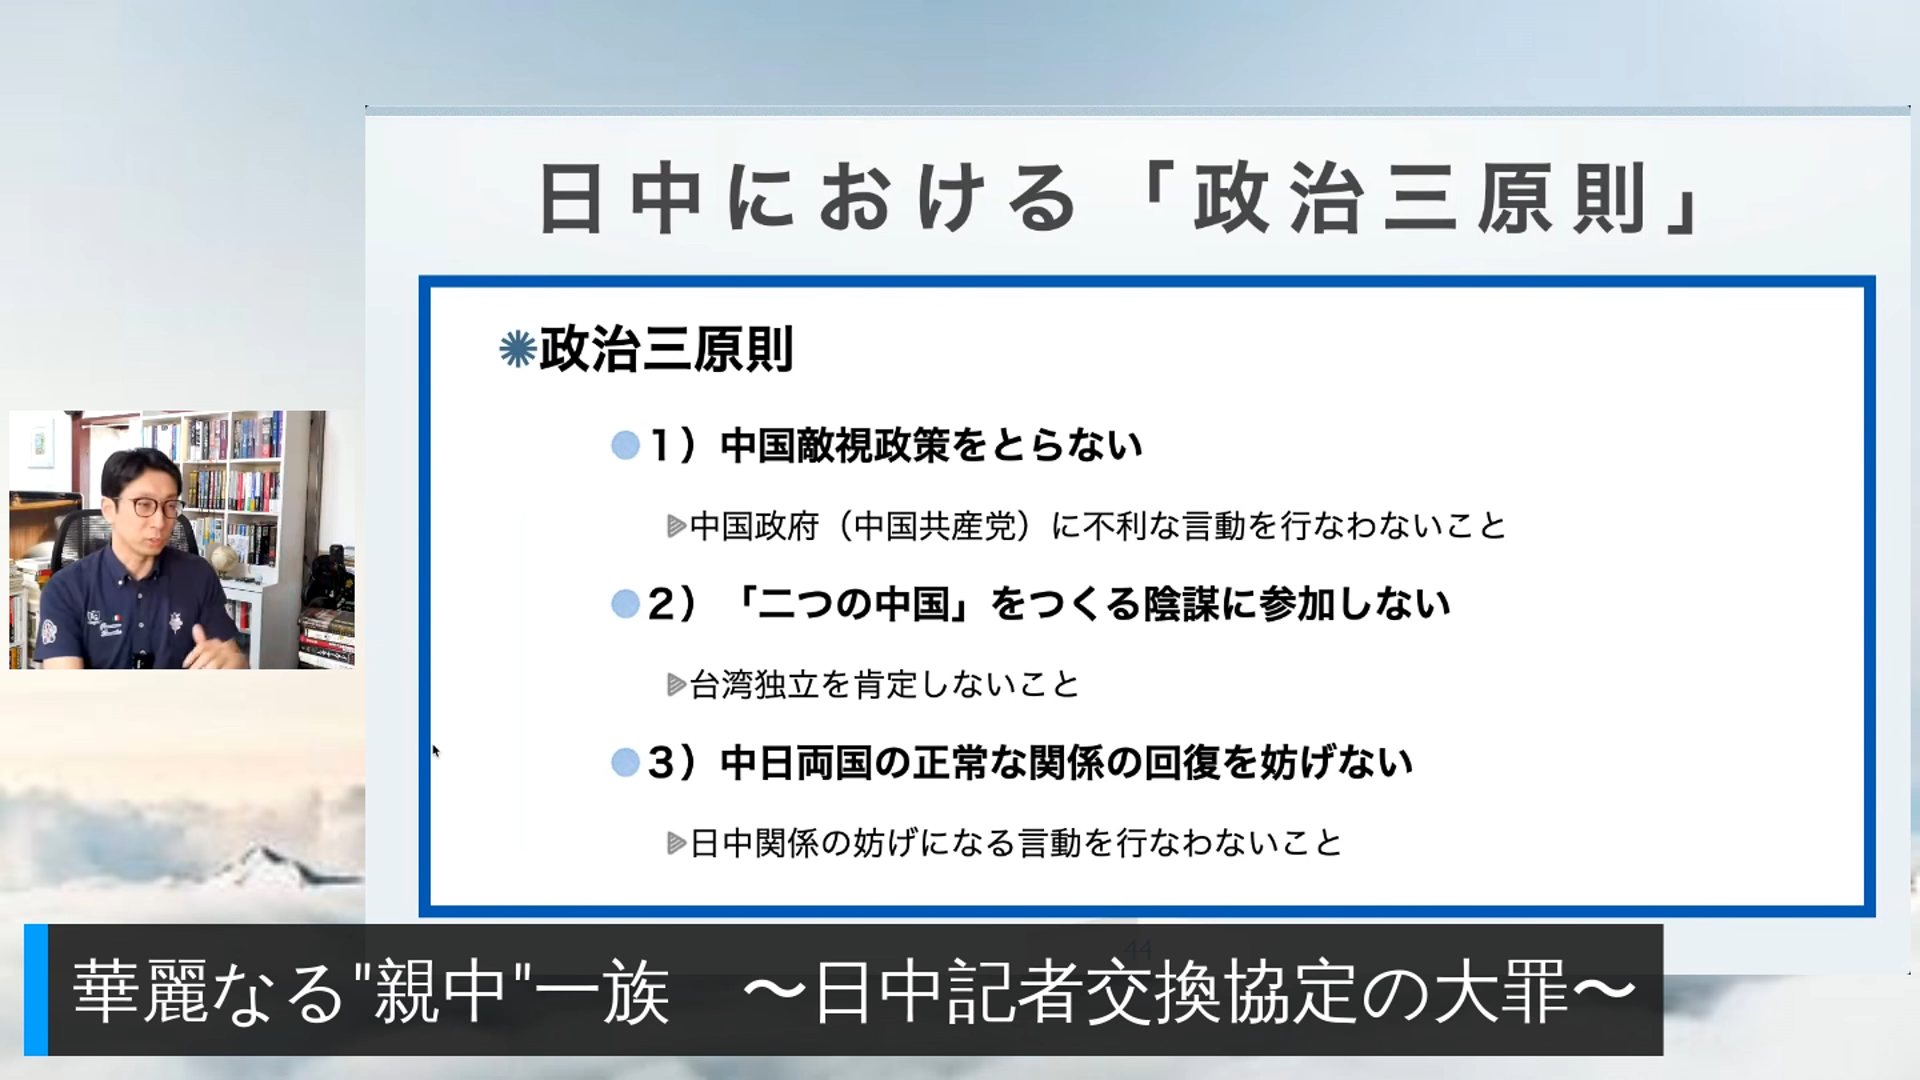 日中における「政治三原則」
政治三原則
1）中国敵視政策をとらない
中国政府（中国共産党）に不利な言動を行なわないこと
2）「二つの中国」をつくる陰謀に参加しない
台湾独立を肯定しないこと
3）中日両国の正常な関係の回復を妨げない
日中関係の妨げになる言動を行なわないこと
44
華麗なる"親中"一族　〜日中記者交換協定の大罪〜